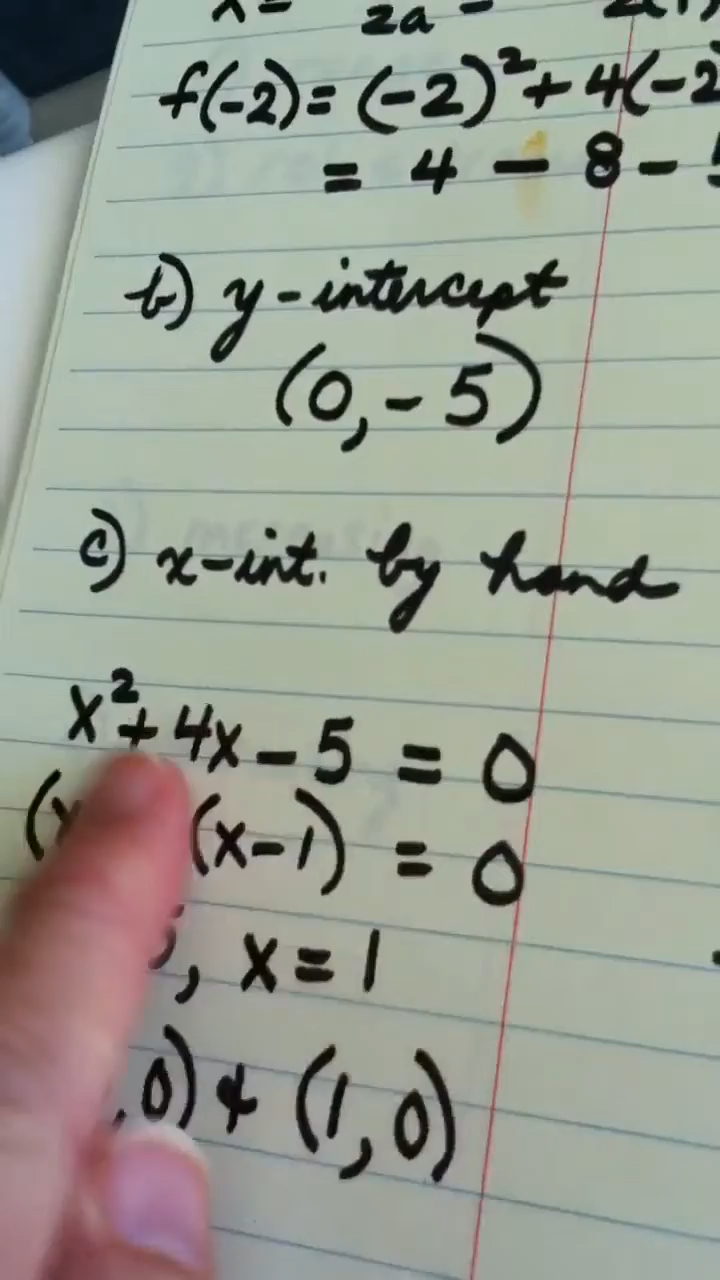 x = 2a =
f(-2) = (-2)² + 4(-2
= 4 - 8 -
b) y-intercept
(0, -5)
c) x-int. by hand
x² + 4x - 5 = 0
(x (x-1) = 0
, x = 1
,0) & (1,0)